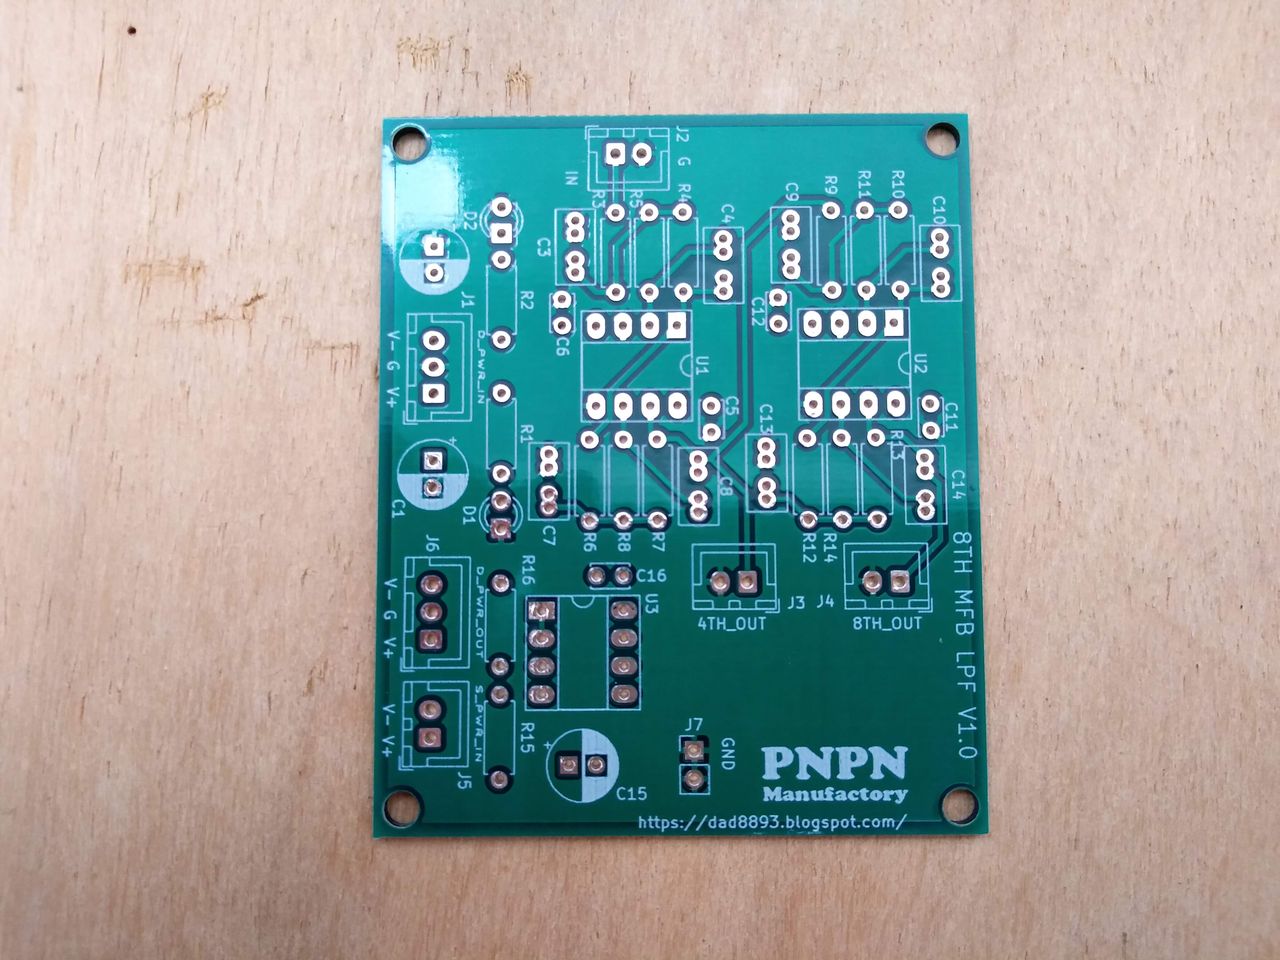 J2
G
IN
R3
R5
R4
C4
C3
C6
U1
C9
R9
R11
R10
C10
C12
U2
D2
J1
R2
V- G V+
D_PWR_IN
R1
C1
+
D1
C5
C13
C11
R13
C7
C8
C14
R6
R8
R7
R12
R14
J6
V- G V+
D_PWR_OUT
R16
C16
U3
J3
4TH_OUT
J4
8TH_OUT
8TH MFB LPF V1.0
V- V+
S_PWR_IN
J5
R15
+
C15
J7
GND
PNPN
Manufactory
https://dad8893.blogspot.com/